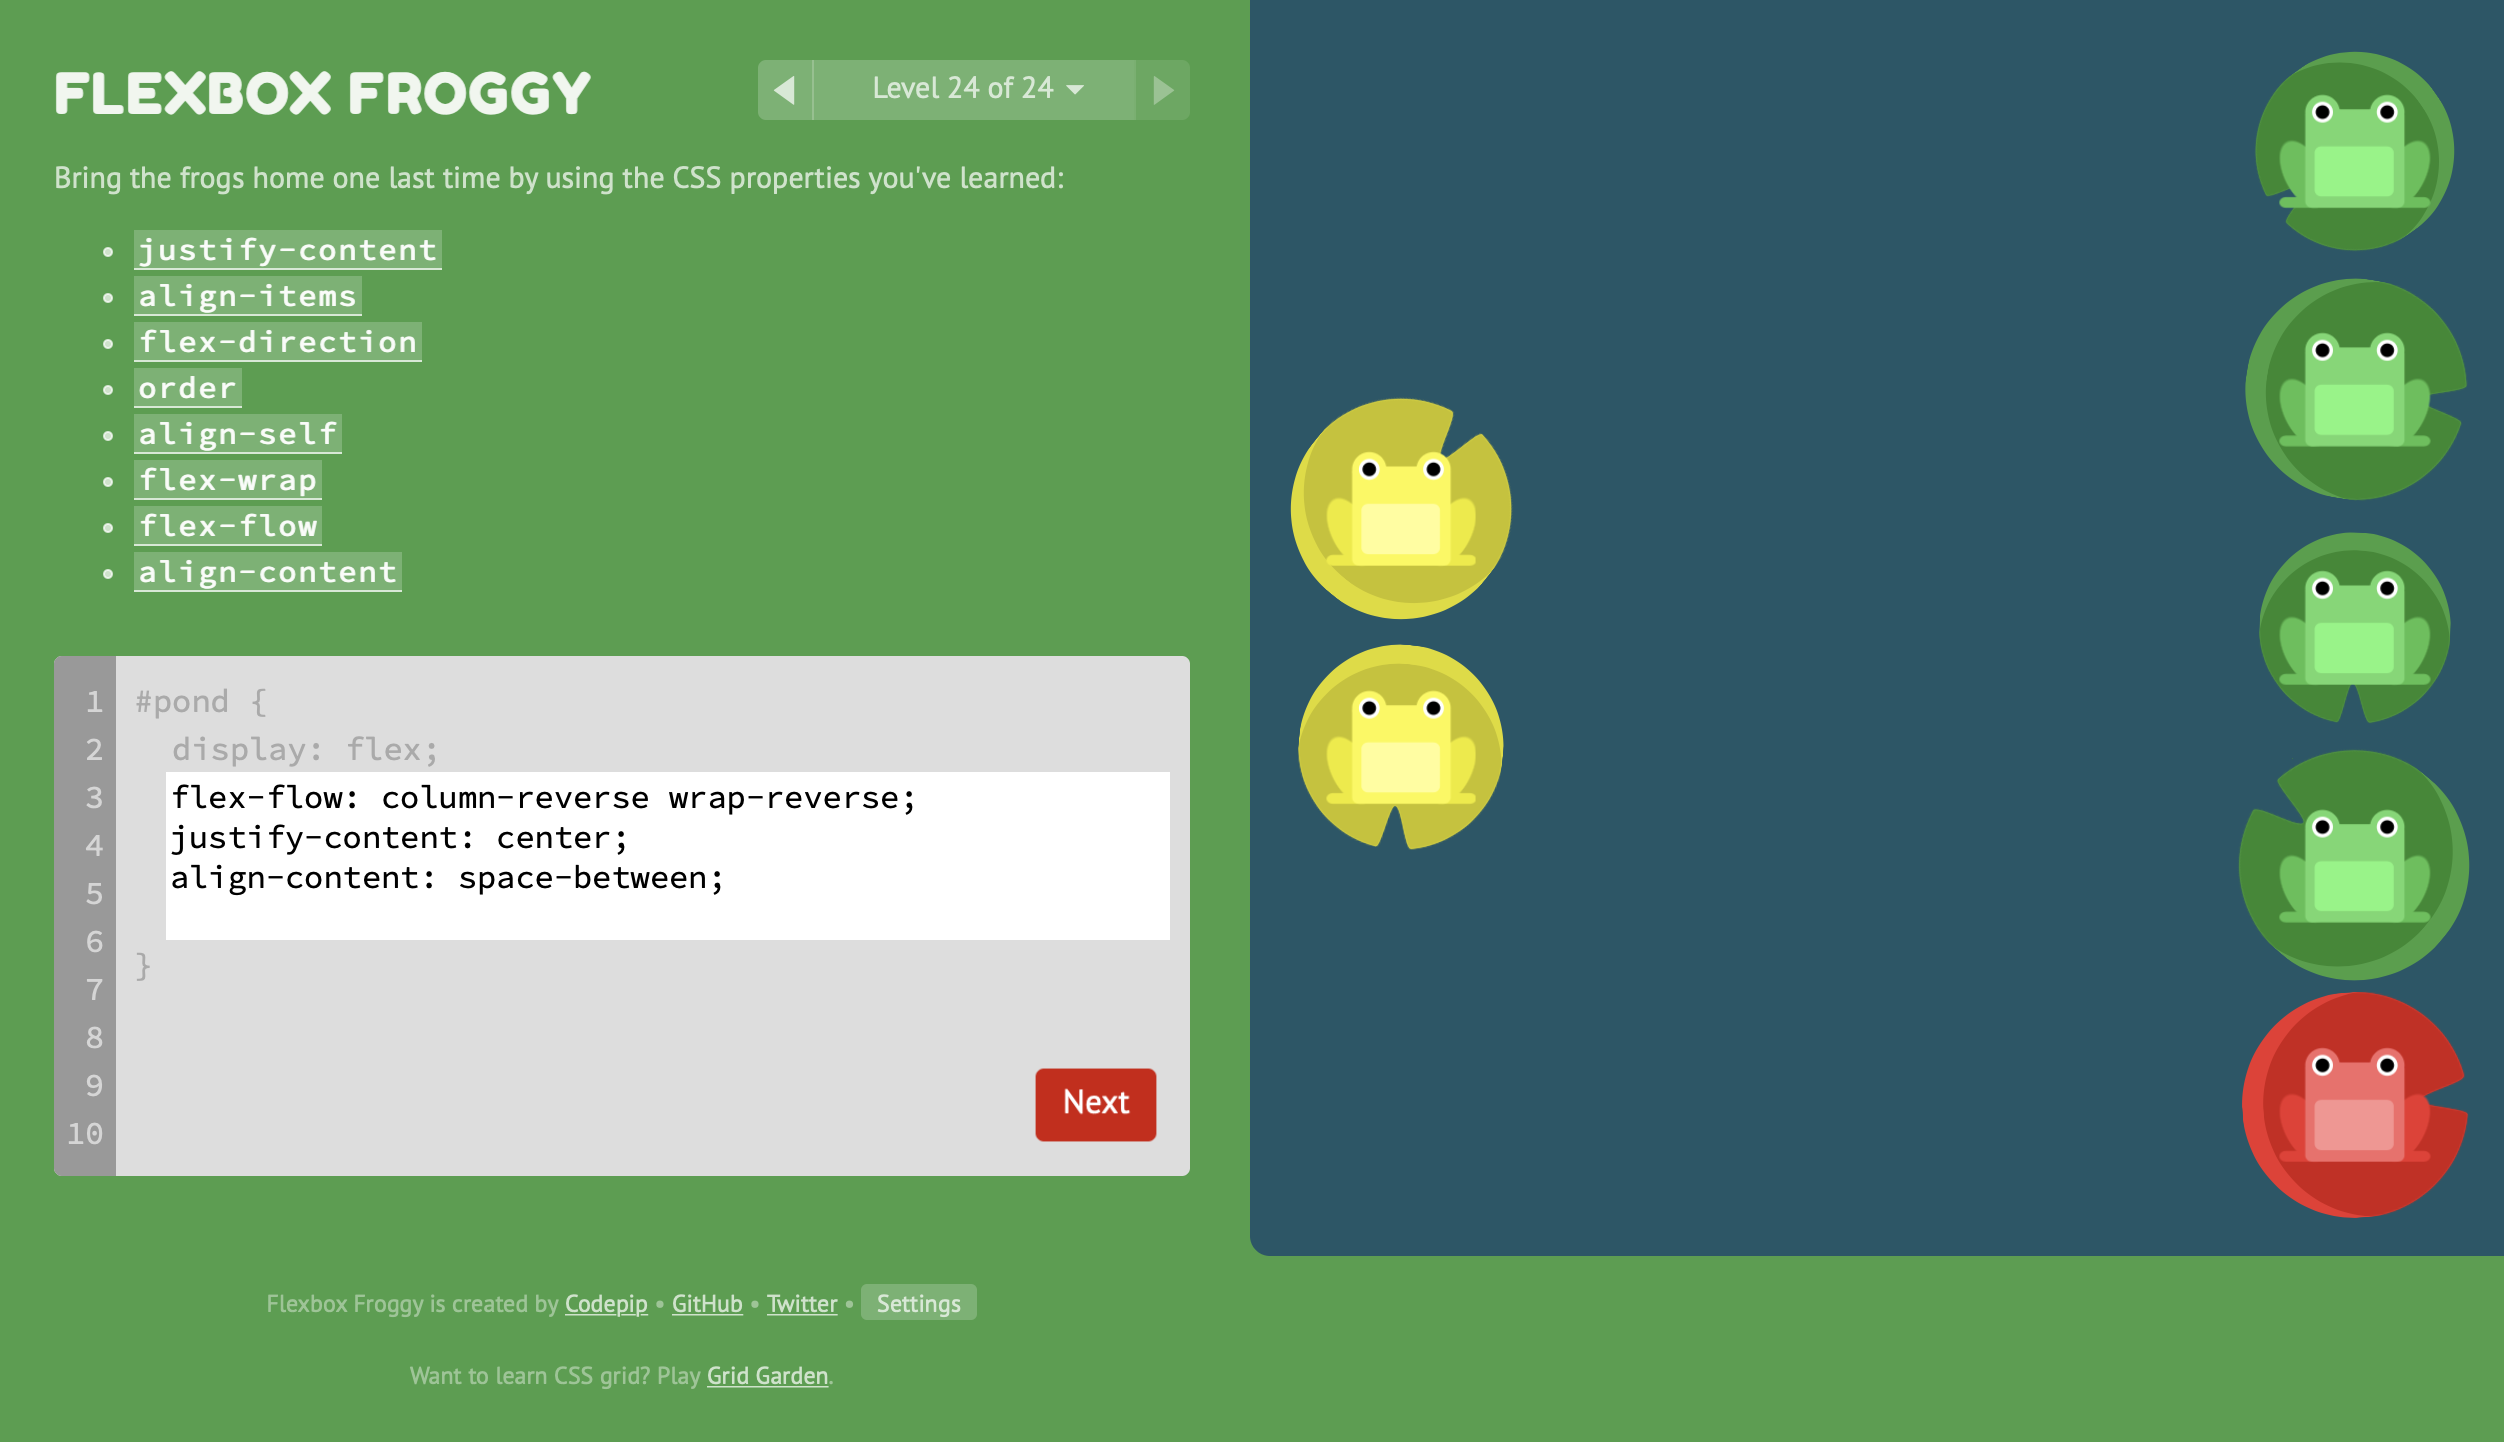 FLEXBOX FROGGY
Level 24 of 24
Bring the frogs home one last time by using the CSS properties you've learned:
justify-content
align-items
flex-direction
order
align-self
flex-wrap
flex-flow
align-content
1 #pond {
2 display: flex;
3 flex-flow: column-reverse wrap-reverse;
4 justify-content: center;
5 align-content: space-between;
6
}
7
8
9
10
Next
Flexbox Froggy is created by Codepip • GitHub • Twitter • Settings
Want to learn CSS grid? Play Grid Garden.